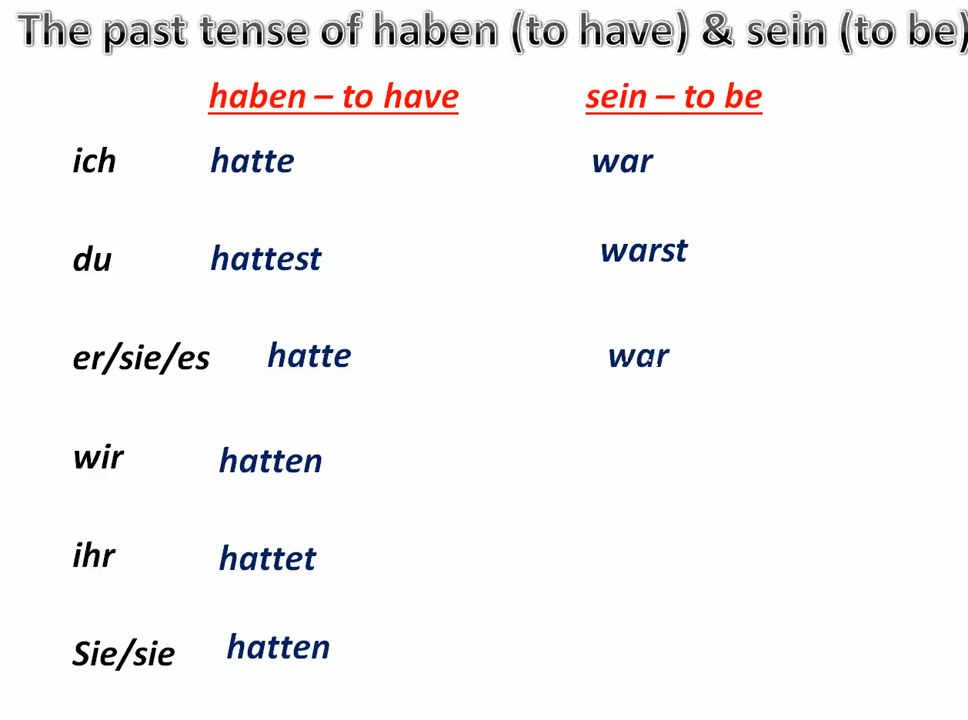 The past tense of haben (to have) & sein (to be)
haben – to have sein – to be
ich hatte war
du hattest warst
er/sie/es hatte war
wir hatten
ihr hattet
Sie/sie hatten